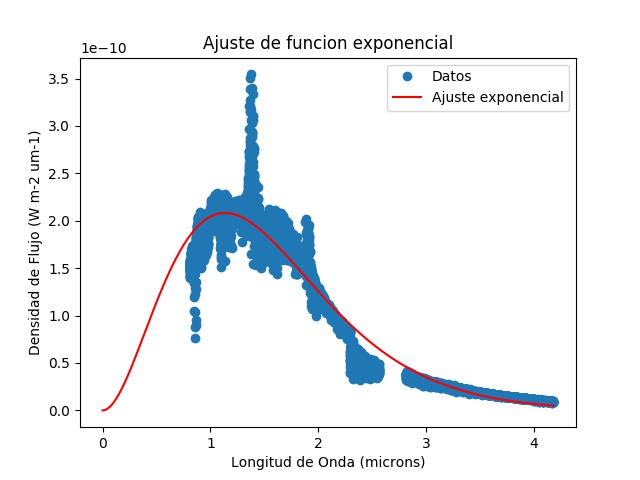 Ajuste de funcion exponencial
1e−10
Datos
Ajuste exponencial
3.5
3.0
2.5
2.0
1.5
1.0
0.5
0.0
Densidad de Flujo (W m-2 um-1)
0 1 2 3 4
Longitud de Onda (microns)